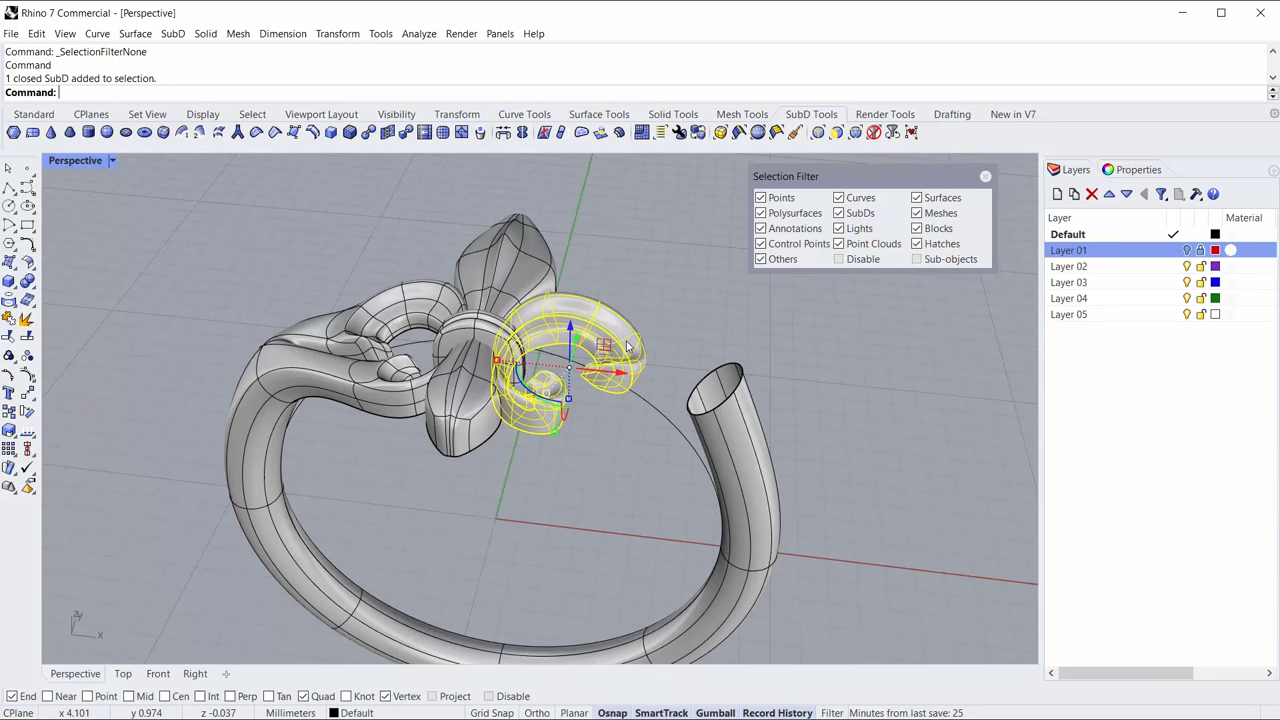 Rhino 7 Commercial - [Perspective]
File Edit View Curve Surface SubD Solid Mesh Dimension Transform Tools Analyze Render Panels Help
Command: _SelectionFilterNone
Command
1 closed SubD added to selection.
Command:
Standard CPlanes Set View Display Select Viewport Layout Visibility Transform Curve Tools Surface Tools Solid Tools Mesh Tools SubD Tools Render Tools Drafting New in V7
Perspective
Selection Filter
Points Curves Surfaces
Polysurfaces SubDs Meshes
Annotations Lights Blocks
Control Points Point Clouds Hatches
Others Disable Sub-objects
Layers Properties
Layer Material
Default
Layer 01
Layer 02
Layer 03
Layer 04
Layer 05
z y
x
Perspective Top Front Right
End Near Point Mid Cen Int Perp Tan Quad Knot Vertex Project Disable
CPlane x 4.101 y 0.974 z -0.037 Millimeters Default Grid Snap Ortho Planar Osnap SmartTrack Gumball Record History Filter Minutes from last save: 25